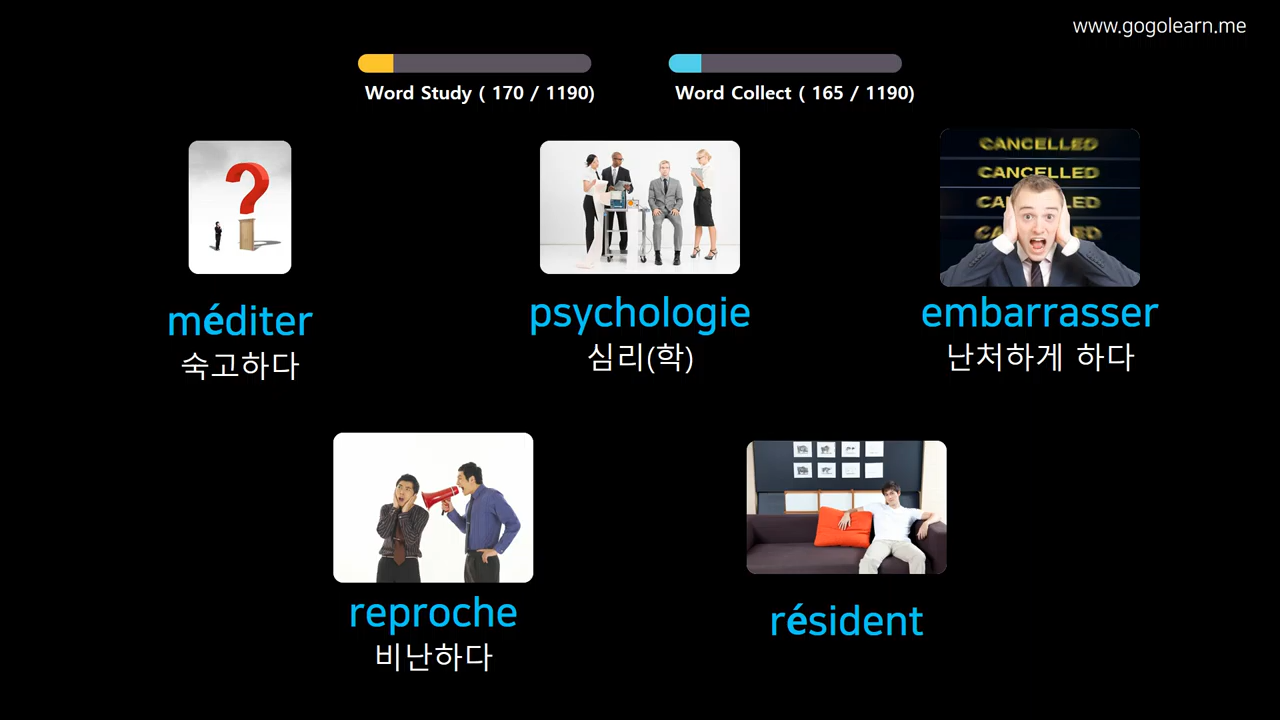 www.gogolearn.me
Word Study ( 170 / 1190)
Word Collect ( 165 / 1190)
CANCELLED
CANCELLED
méditer
숙고하다
psychologie
심리(학)
embarrasser
난처하게 하다
reproche
비난하다
résident